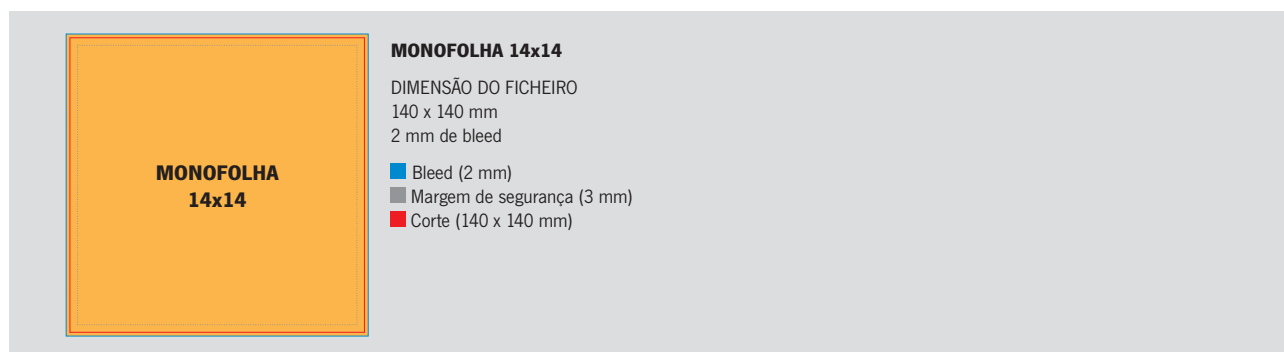 MONOFOLHA
14x14
MONOFOLHA 14x14
DIMENSÃO DO FICHEIRO
140 x 140 mm
2 mm de bleed
Bleed (2 mm)
Margem de segurança (3 mm)
Corte (140 x 140 mm)